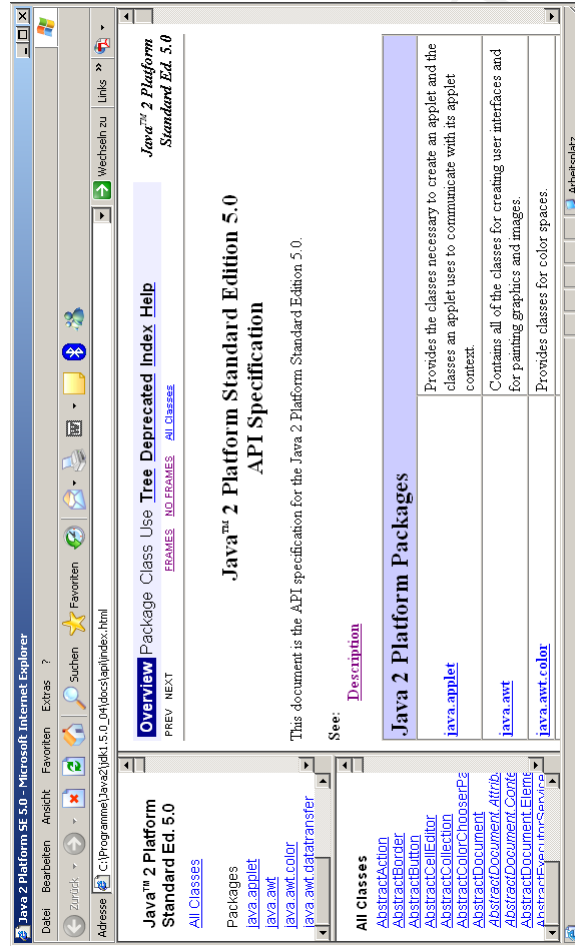 Java 2 Platform SE 5.0 - Microsoft Internet Explorer
Datei Bearbeiten Ansicht Favoriten Extras ?
Zurück Suchen Favoriten
Adresse C:\Programme\Java2\jdk1.5.0_04\docs\api\index.html Wechseln zu Links »
Java™ 2 Platform
Standard Ed. 5.0
All Classes
Packages
java.applet
java.awt
java.awt.color
java.awt.datatransfer
All Classes
AbstractAction
AbstractBorder
AbstractButton
AbstractCellEditor
AbstractCollection
AbstractColorChooserPa
AbstractDocument
AbstractDocument.Attrib
AbstractDocument.Conte
AbstractDocument.Eleme
AbstractExecutorService
Overview Package Class Use Tree Deprecated Index Help
Java™ 2 Platform
Standard Ed. 5.0
PREV NEXT FRAMES NO FRAMES All Classes
Java™ 2 Platform Standard Edition 5.0
API Specification
This document is the API specification for the Java 2 Platform Standard Edition 5.0.
See:
Description
Java 2 Platform Packages
java.applet Provides the classes necessary to create an applet and the
classes an applet uses to communicate with its applet
context.
java.awt Contains all of the classes for creating user interfaces and
for painting graphics and images.
java.awt.color Provides classes for color spaces.
Arbeitsplatz